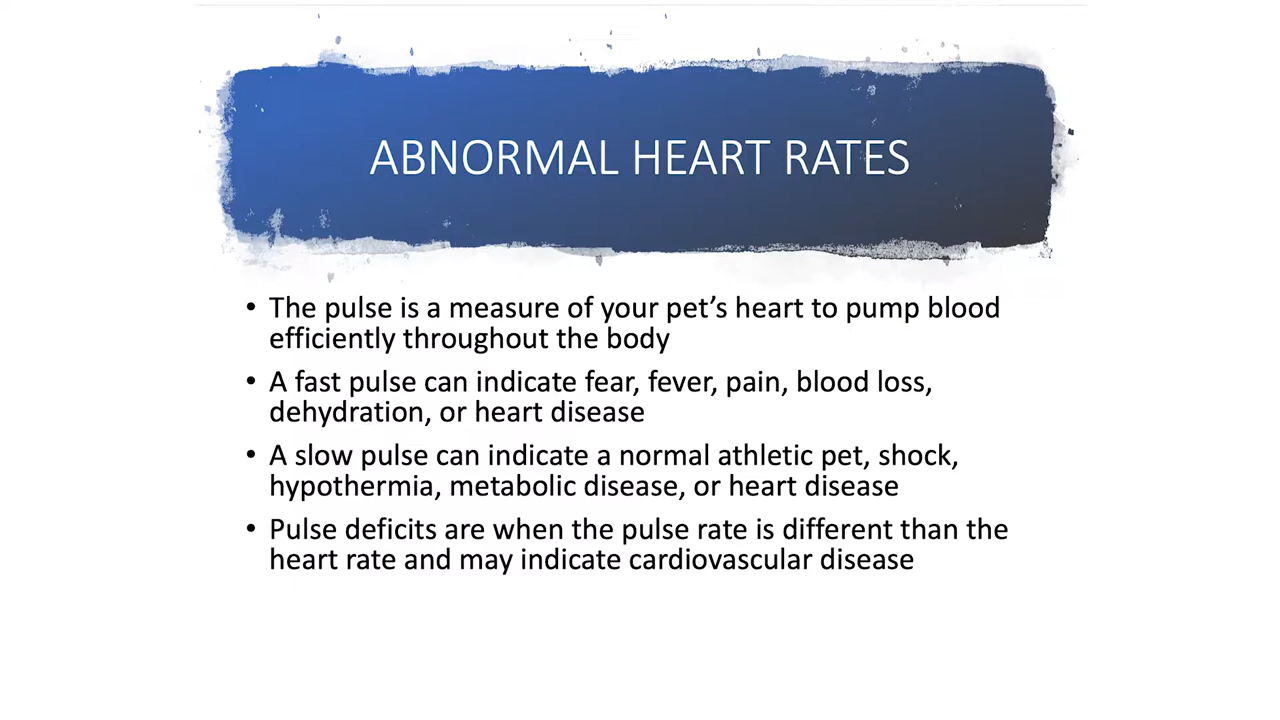 ABNORMAL HEART RATES
• The pulse is a measure of your pet’s heart to pump blood
efficiently throughout the body
• A fast pulse can indicate fear, fever, pain, blood loss,
dehydration, or heart disease
• A slow pulse can indicate a normal athletic pet, shock,
hypothermia, metabolic disease, or heart disease
• Pulse deficits are when the pulse rate is different than the
heart rate and may indicate cardiovascular disease